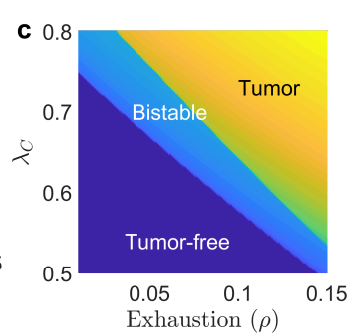 c
0.8
0.7
0.6
0.5
λ_C
Tumor
Bistable
Tumor-free
0.05
0.1
0.15
Exhaustion (ρ)